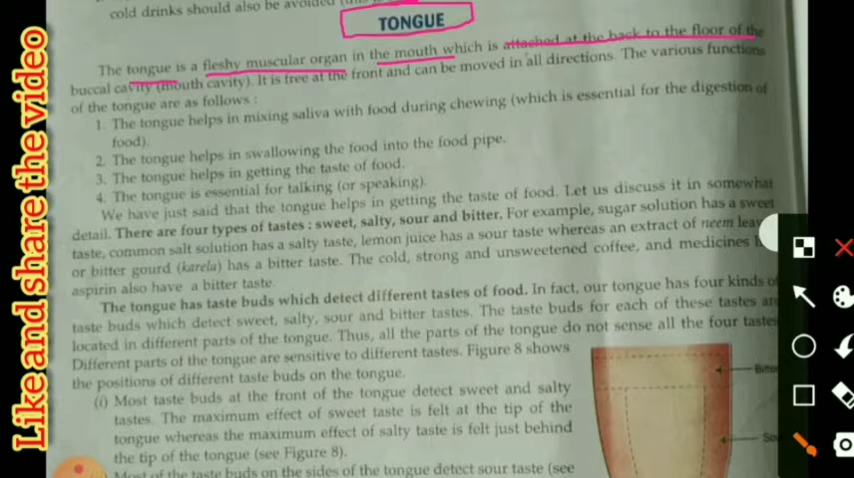 cold drinks should also be avoided
TONGUE
The tongue is a fleshy muscular organ in the mouth which is attached at the back to the floor of the
buccal cavity (mouth cavity). It is free at the front and can be moved in all directions. The various functions
of the tongue are as follows :
1. The tongue helps in mixing saliva with food during chewing (which is essential for the digestion of
food).
2. The tongue helps in swallowing the food into the food pipe.
3. The tongue helps in getting the taste of food.
4. The tongue is essential for talking (or speaking).
We have just said that the tongue helps in getting the taste of food. Let us discuss it in somewhat
detail. There are four types of tastes : sweet, salty, sour and bitter. For example, sugar solution has a sweet
taste, common salt solution has a salty taste, lemon juice has a sour taste whereas an extract of neem
or bitter gourd (karela) has a bitter taste. The cold, strong and unsweetened coffee, and medicines
aspirin also have a bitter taste.
The tongue has taste buds which detect different tastes of food. In fact, our tongue has four kinds of
taste buds which detect sweet, salty, sour and bitter tastes. The taste buds for each of these tastes are
located in different parts of the tongue. Thus, all the parts of the tongue do not sense all the four tastes
Different parts of the tongue are sensitive to different tastes. Figure 8 shows
the positions of different taste buds on the tongue.
(i) Most taste buds at the front of the tongue detect sweet and salty
tastes. The maximum effect of sweet taste is felt at the tip of the
tongue whereas the maximum effect of salty taste is felt just behind
the tip of the tongue (see Figure 8).
Most of the taste buds on the sides of the tongue detect sour taste (see
Like and share the video